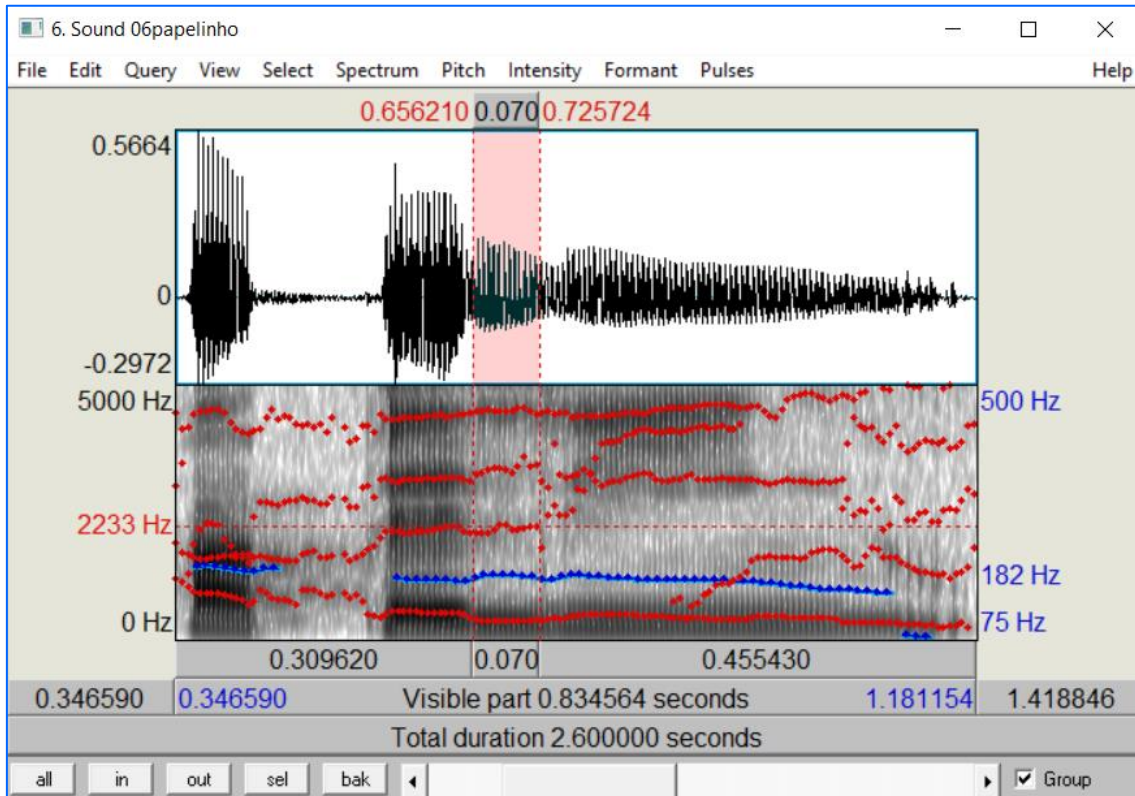 6. Sound 06papelinho
File Edit Query View Select Spectrum Pitch Intensity Formant Pulses Help
0.656210 0.070 0.725724
0.5664
0
-0.2972
5000 Hz 500 Hz
2233 Hz
182 Hz
0 Hz 75 Hz
0.309620 0.070 0.455430
0.346590 0.346590 Visible part 0.834564 seconds 1.181154 1.418846
Total duration 2.600000 seconds
all in out sel bak Group